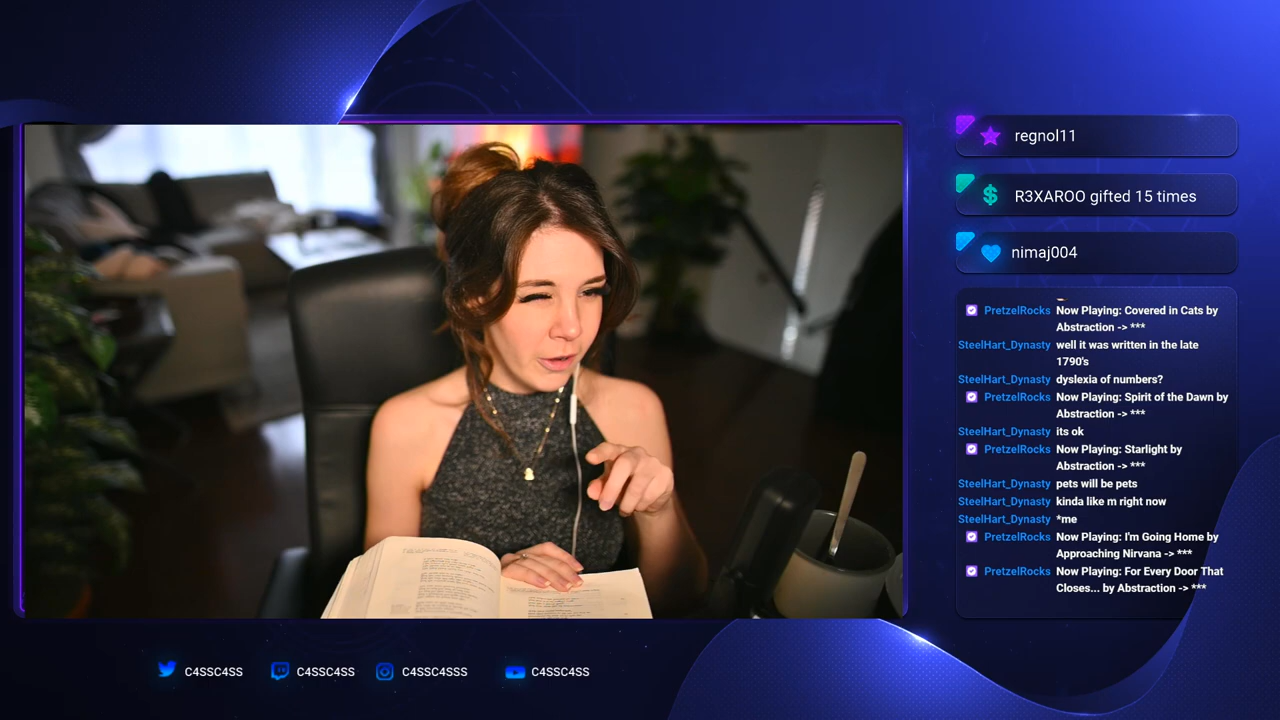 regnol11
R3XAROO gifted 15 times
nimaj004
PretzelRocks Now Playing: Covered in Cats by
Abstraction -> ***
SteelHart_Dynasty well it was written in the late
1790's
SteelHart_Dynasty dyslexia of numbers?
PretzelRocks Now Playing: Spirit of the Dawn by
Abstraction -> ***
SteelHart_Dynasty its ok
PretzelRocks Now Playing: Starlight by
Abstraction -> ***
SteelHart_Dynasty pets will be pets
SteelHart_Dynasty kinda like m right now
SteelHart_Dynasty *me
PretzelRocks Now Playing: I'm Going Home by
Approaching Nirvana -> ***
PretzelRocks Now Playing: For Every Door That
Closes... by Abstraction -> ***
C4SSC4SS C4SSC4SS C4SSC4SSS C4SSC4SS